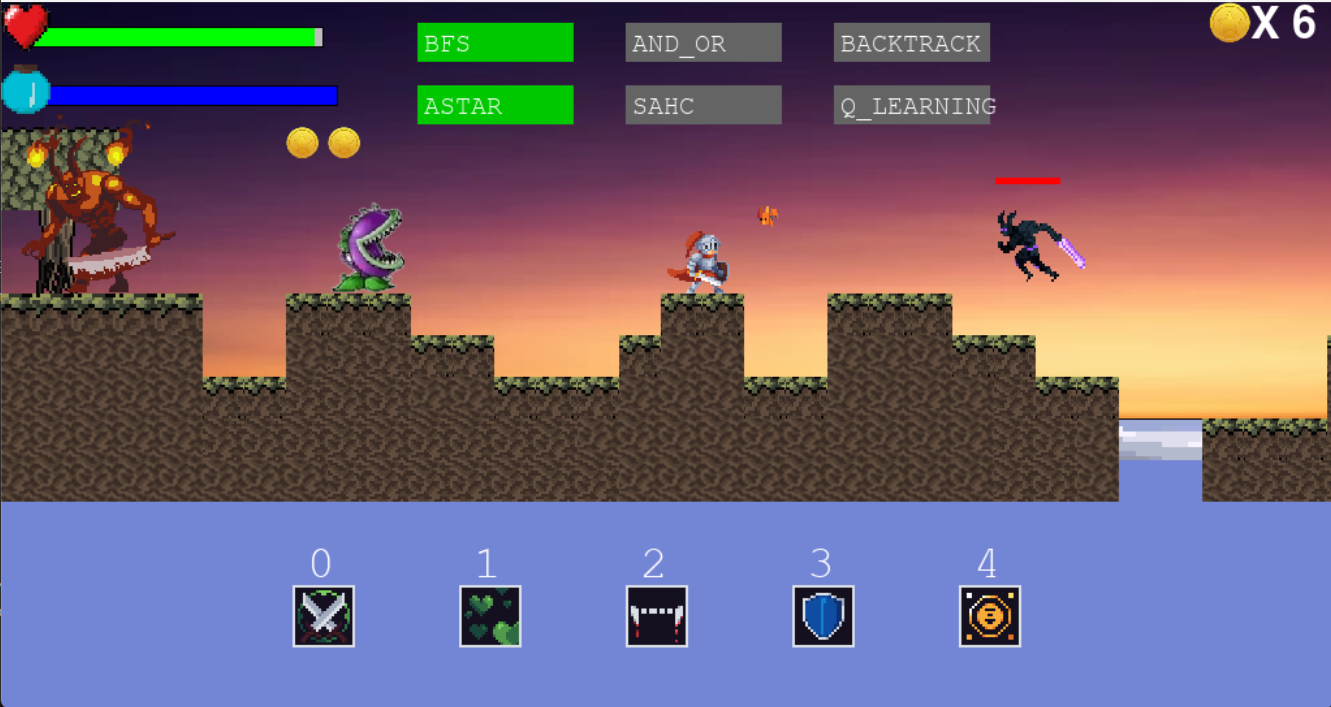 X 6
BFS
AND_OR
BACKTRACK
ASTAR
SAHC
Q_LEARNING
0
1
2
3
4